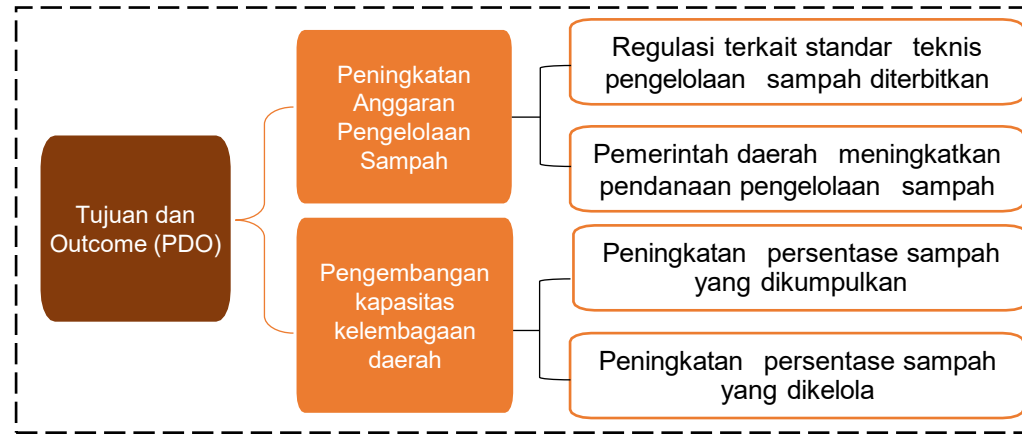 Tujuan dan
Outcome (PDO)
Peningkatan
Anggaran
Pengelolaan
Sampah
Regulasi terkait standar teknis
pengelolaan sampah diterbitkan
Pemerintah daerah meningkatkan
pendanaan pengelolaan sampah
Pengembangan
kapasitas
kelembagaan
daerah
Peningkatan persentase sampah
yang dikumpulkan
Peningkatan persentase sampah
yang dikelola